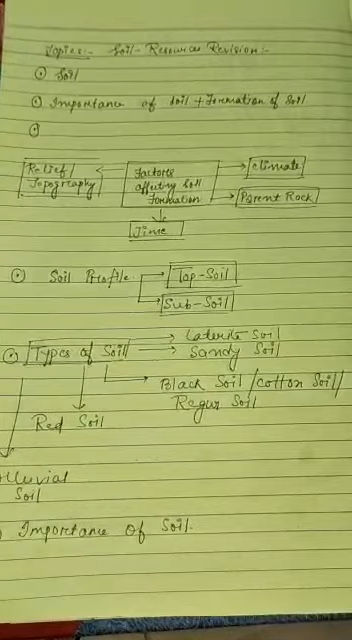 Topics:- Soil-Resources Revision:-
Soil
Importance of soil + Formation of Soil
Relief/ Topography
Factors affecting Soil Formation
Climate
Parent Rock
Time
Soil Profile
Top-Soil
Sub-Soil
Types of Soil
Laterite Soil
Sandy Soil
Black Soil/cotton Soil/
Regur Soil
Red Soil
lluvial
Soil
Importance of Soil.